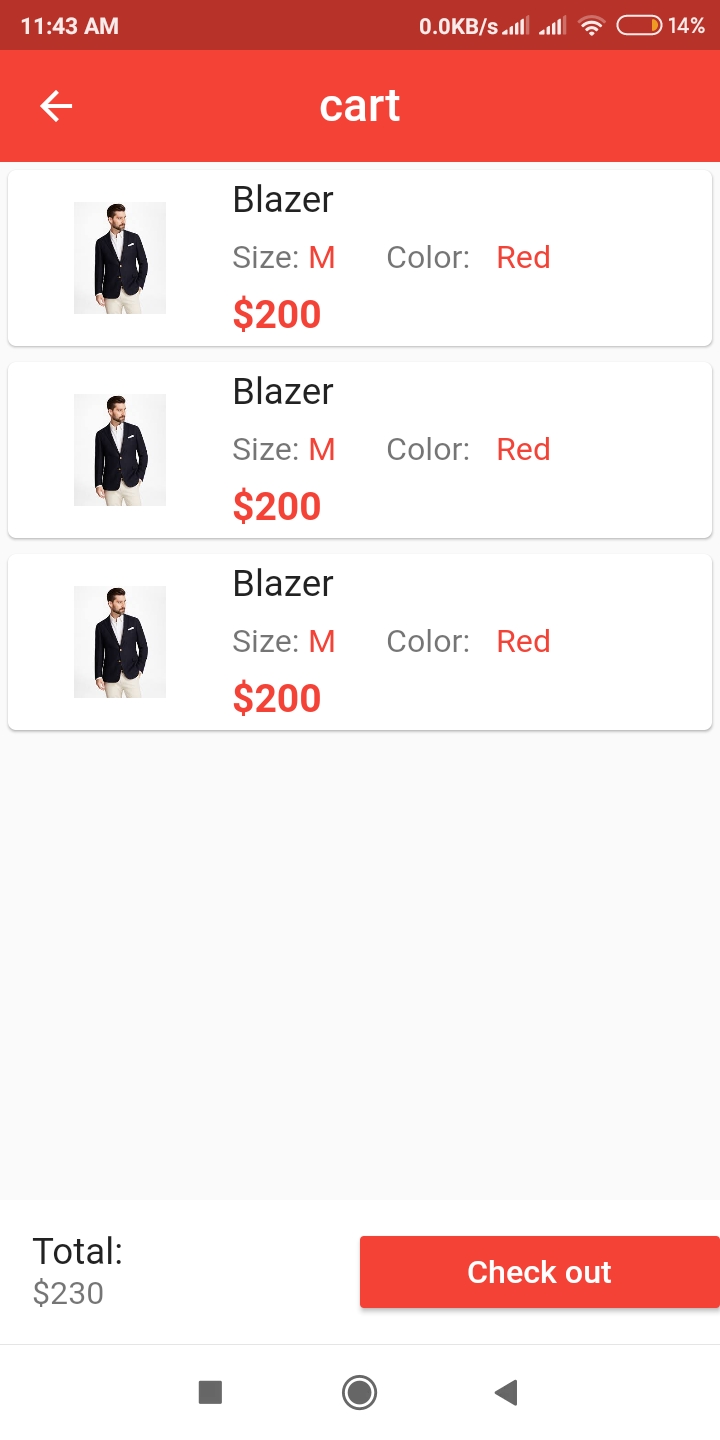 11:43 AM 0.0KB/s 14%
cart
Blazer
Size: M Color: Red
$200
Blazer
Size: M Color: Red
$200
Blazer
Size: M Color: Red
$200
Total:
$230
Check out